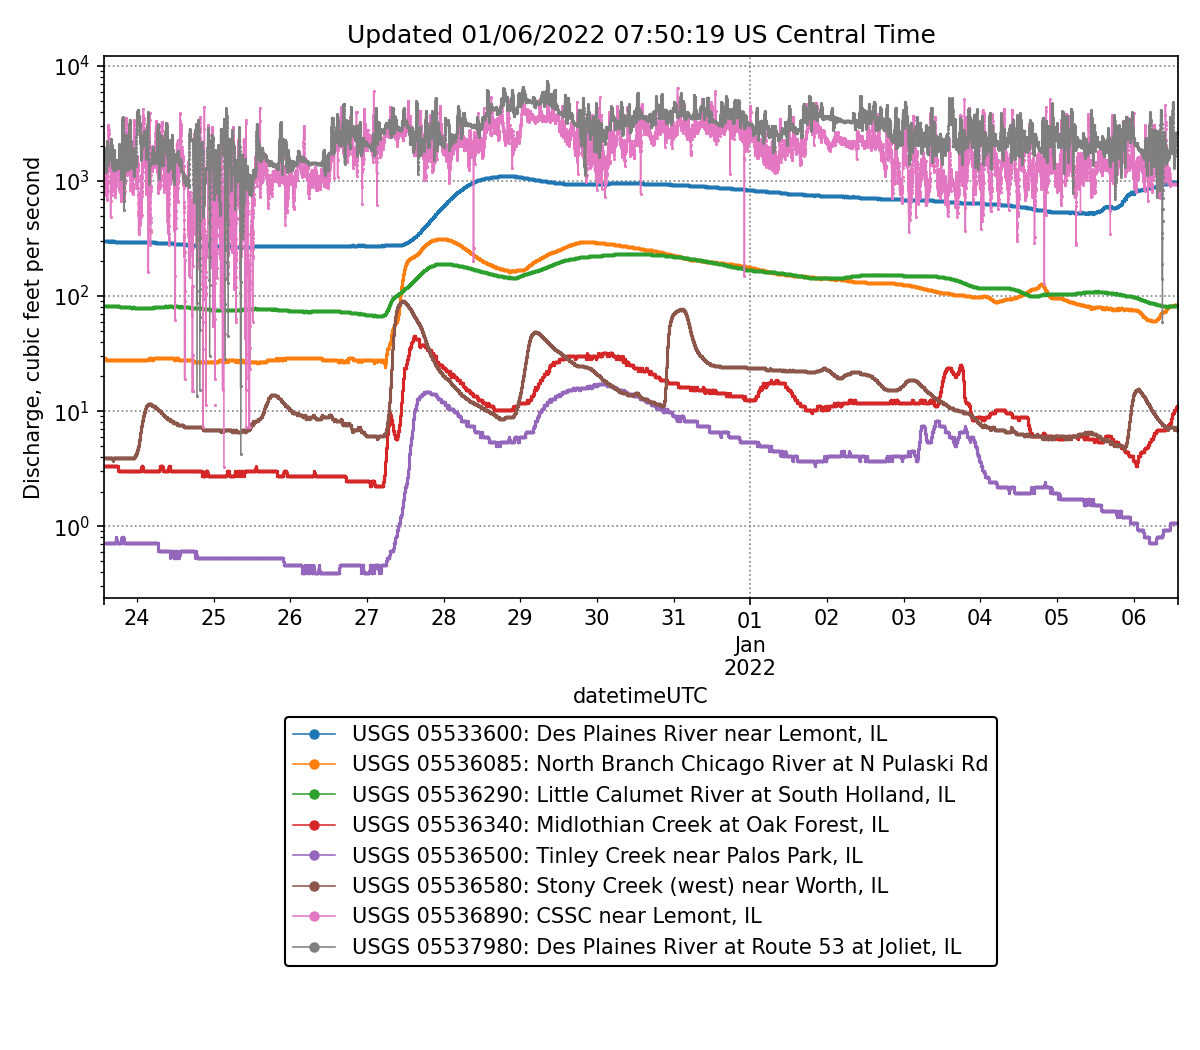 Updated 01/06/2022 07:50:19 US Central Time
Discharge, cubic feet per second
10^4
10^3
10^2
10^1
10^0
24 25 26 27 28 29 30 31 01 02 03 04 05 06
Jan
2022
datetimeUTC
USGS 05533600: Des Plaines River near Lemont, IL
USGS 05536085: North Branch Chicago River at N Pulaski Rd
USGS 05536290: Little Calumet River at South Holland, IL
USGS 05536340: Midlothian Creek at Oak Forest, IL
USGS 05536500: Tinley Creek near Palos Park, IL
USGS 05536580: Stony Creek (west) near Worth, IL
USGS 05536890: CSSC near Lemont, IL
USGS 05537980: Des Plaines River at Route 53 at Joliet, IL